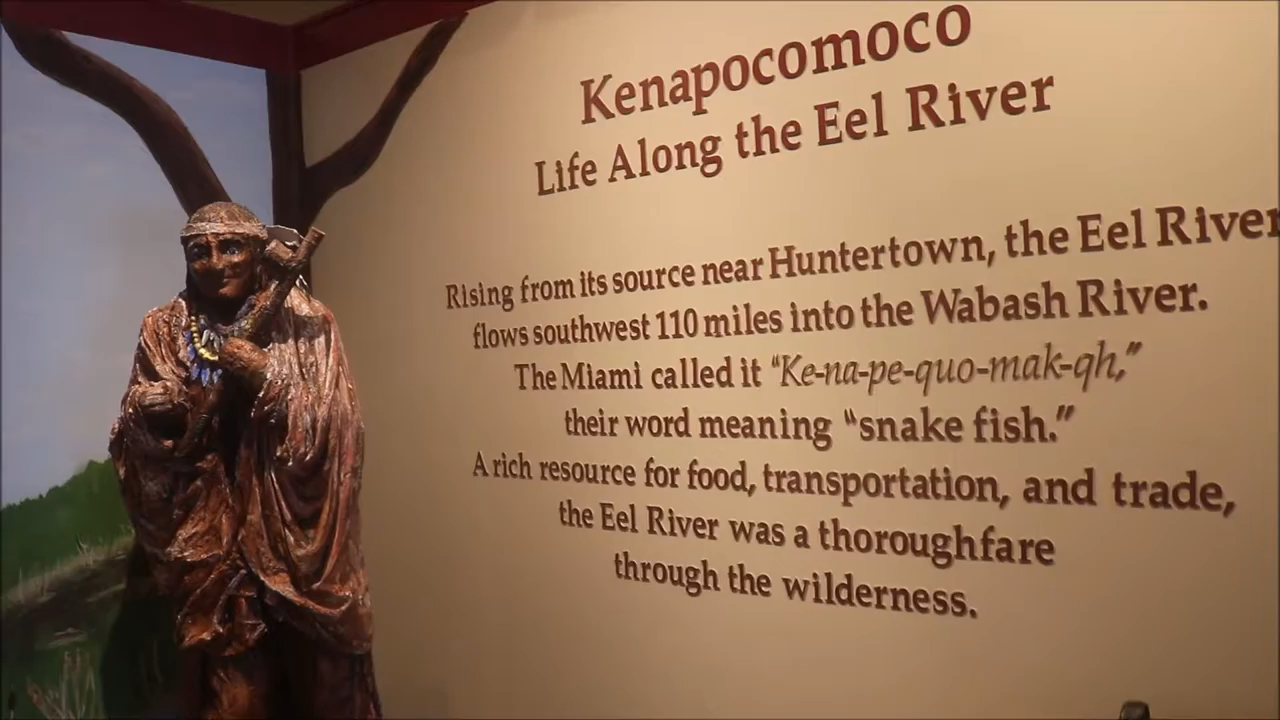 Kenapocomoco
Life Along the Eel River
Rising from its source near Huntertown, the Eel River
flows southwest 110 miles into the Wabash River.
The Miami called it “Ke-na-pe-quo-mak-qh,”
their word meaning “snake fish.”
A rich resource for food, transportation, and trade,
the Eel River was a thoroughfare
through the wilderness.